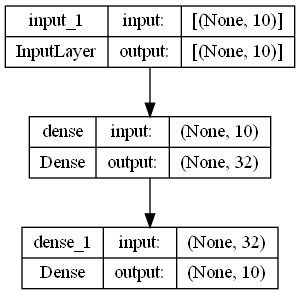 input_1 input: [(None, 10)]
InputLayer output: [(None, 10)]
dense input: (None, 10)
Dense output: (None, 32)
dense_1 input: (None, 32)
Dense output: (None, 10)